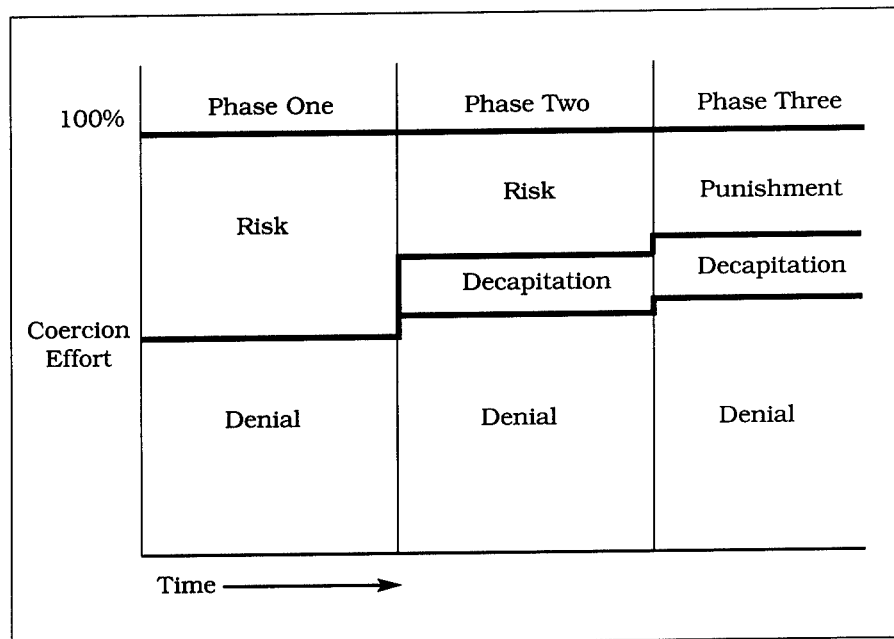 Phase One
Phase Two
Phase Three
100%
Risk
Risk
Punishment
Decapitation
Decapitation
Coercion
Effort
Denial
Denial
Denial
Time